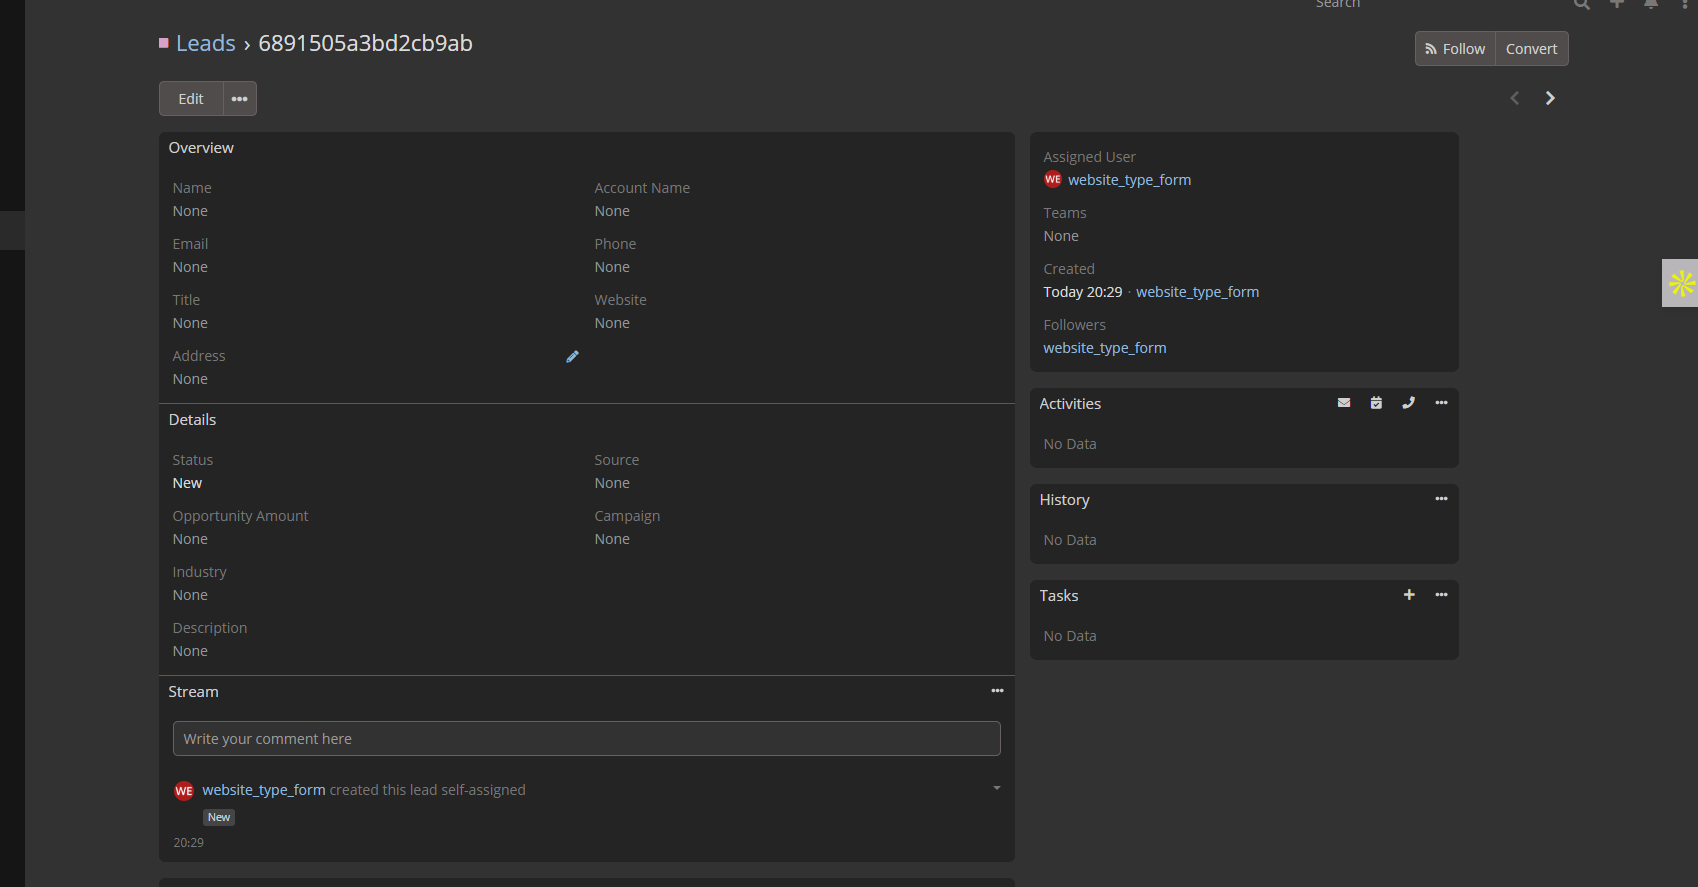 Search
Leads › 6891505a3bd2cb9ab
Follow
Convert
Edit
Overview
Name
None
Account Name
None
Email
None
Phone
None
Title
None
Website
None
Address
None
Details
Status
New
Source
None
Opportunity Amount
None
Campaign
None
Industry
None
Description
None
Stream
Write your comment here
WE website_type_form created this lead self-assigned
New
20:29
Assigned User
WE website_type_form
Teams
None
Created
Today 20:29 · website_type_form
Followers
website_type_form
Activities
No Data
History
No Data
Tasks
No Data